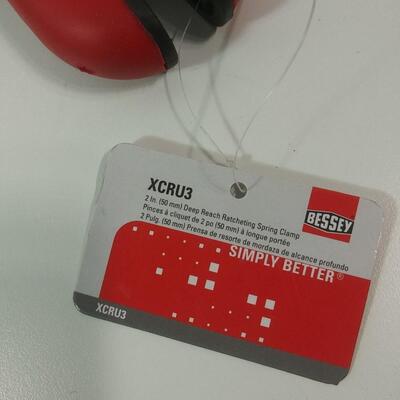 XCRU3
2 In. (50 mm) Deep Reach Ratcheting Spring Clamp
Pinces à cliquet de 2 po (50 mm) à longue portée
2 Pulg. (50 mm) Prensa de resorte de mordaza de alcance profundo
BESSEY
SIMPLY BETTER®
XCRU3